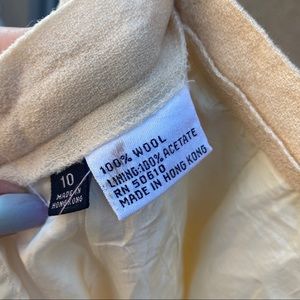 10
MADE IN
HONG KONG
100% WOOL
LINING:100% ACETATE
RN 50610
MADE IN HONG KONG